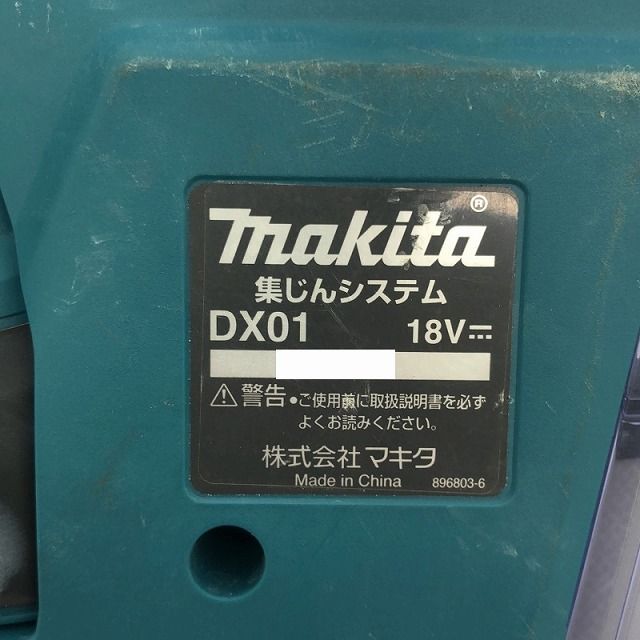 makita®
集じんシステム
DX01 18V⎓
⚠警告 •ご使用前に取扱説明書を必ず
よくお読みください。
株式会社マキタ
Made in China 896803-6